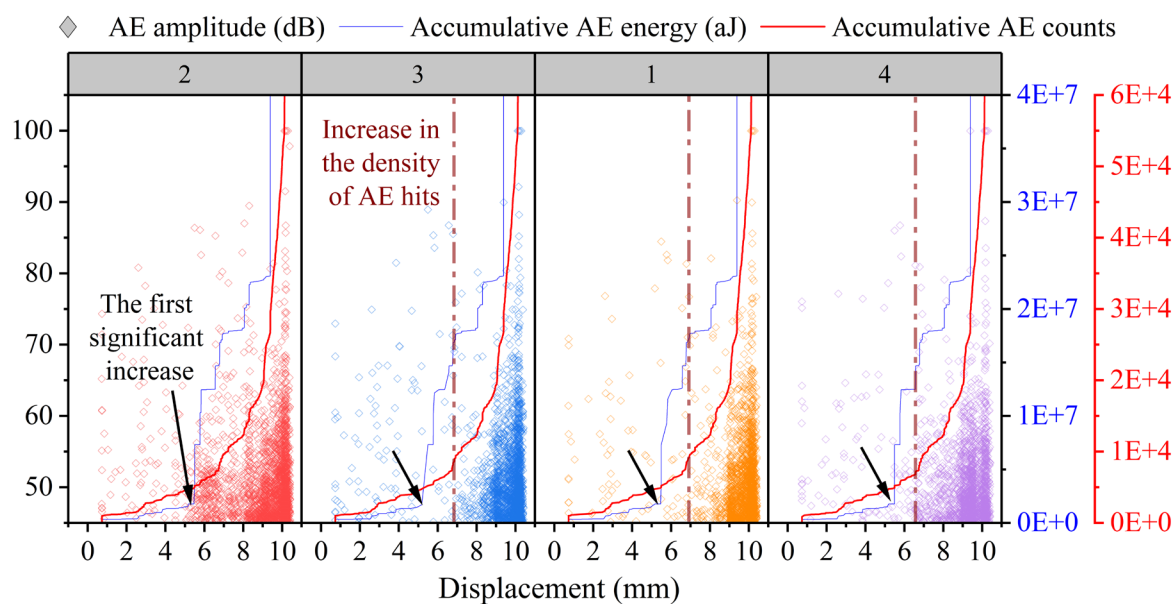 AE amplitude (dB) Accumulative AE energy (aJ) Accumulative AE counts
2 3 1 4
100
90
80
70
60
50
The first
significant
increase
Increase in
the density
of AE hits
4E+7
3E+7
2E+7
1E+7
0E+0
6E+4
5E+4
4E+4
3E+4
2E+4
1E+4
0E+0
0 2 4 6 8 10 0 2 4 6 8 10 0 2 4 6 8 10 0 2 4 6 8 10
Displacement (mm)